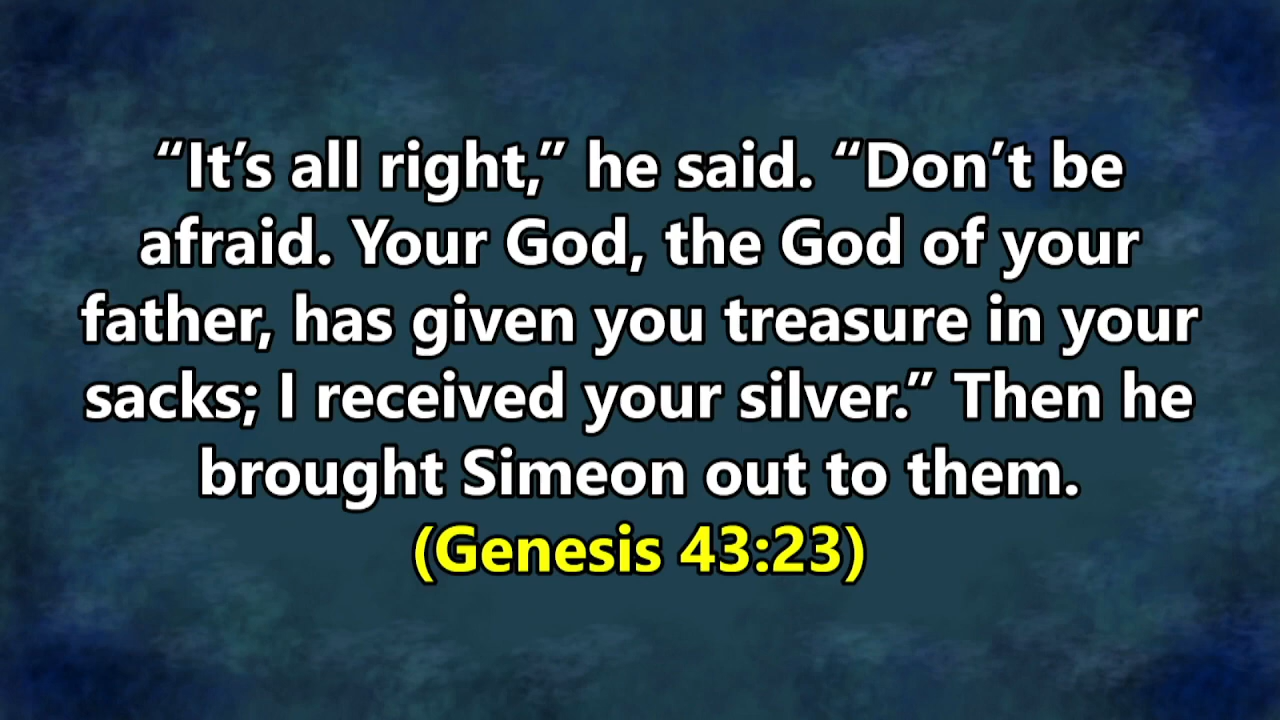 “It’s all right,” he said. “Don’t be
afraid. Your God, the God of your
father, has given you treasure in your
sacks; I received your silver.” Then he
brought Simeon out to them.
(Genesis 43:23)